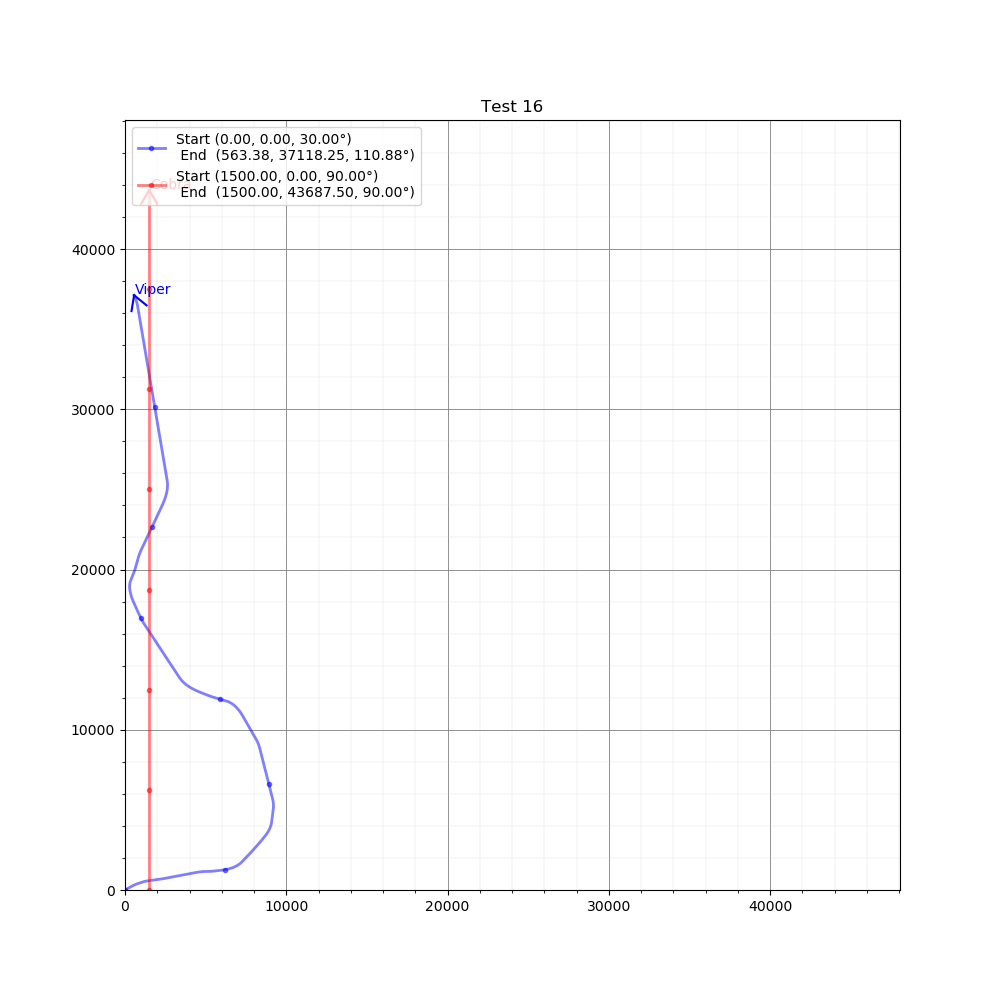 Test 16
Start (0.00, 0.00, 30.00°)
End (563.38, 37118.25, 110.88°)
Start (1500.00, 0.00, 90.00°)
End (1500.00, 43687.50, 90.00°)
Cobra
Viper
40000
30000
20000
10000
0
0 10000 20000 30000 40000